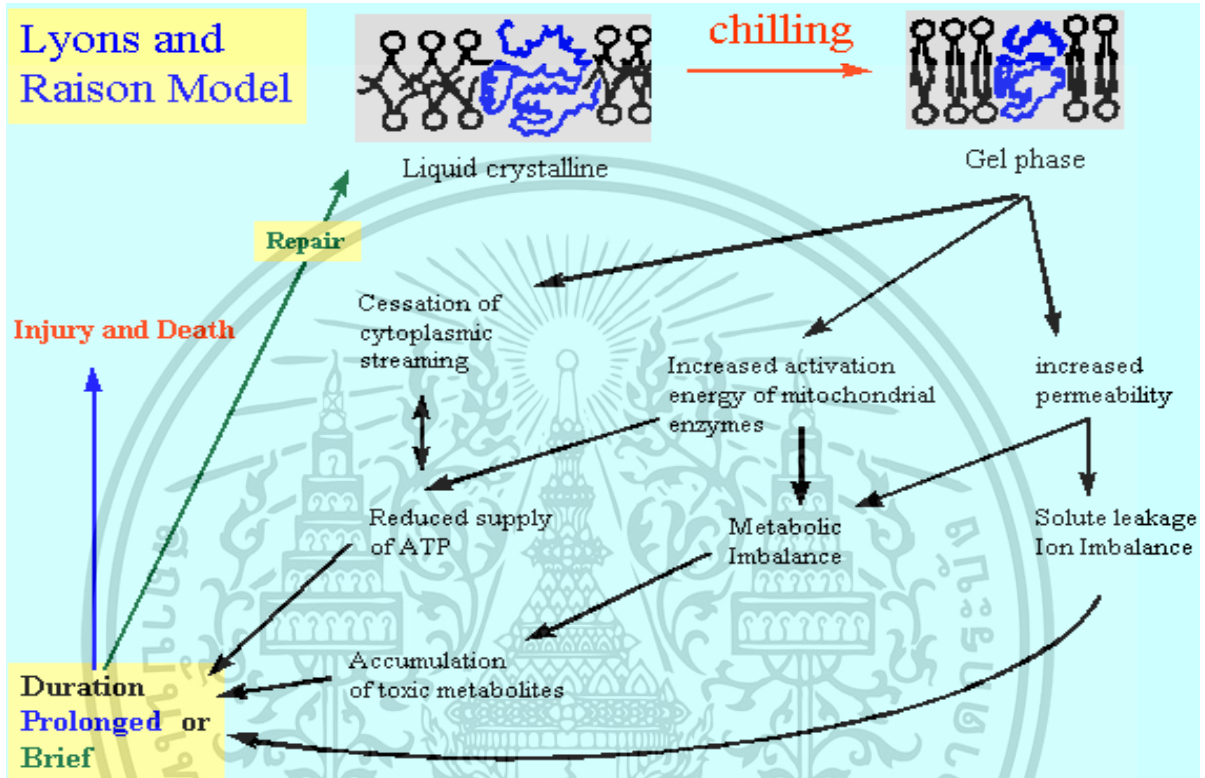 Lyons and
Raison Model
chilling
Liquid crystalline
Gel phase
Repair
Injury and Death
Cessation of
cytoplasmic
streaming
Increased activation
energy of mitochondrial
enzymes
increased
permeability
Reduced supply
of ATP
Metabolic
Imbalance
Solute leakage
Ion Imbalance
Accumulation
of toxic metabolites
Duration
Prolonged or
Brief